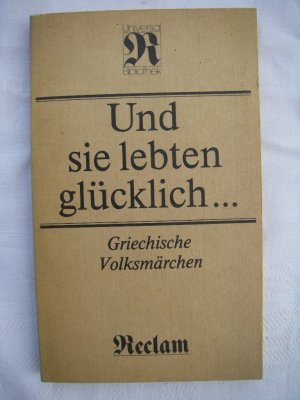 Universal
R
Bibliothek
Und
sie lebten
glücklich...
Griechische
Volksmärchen
Reclam